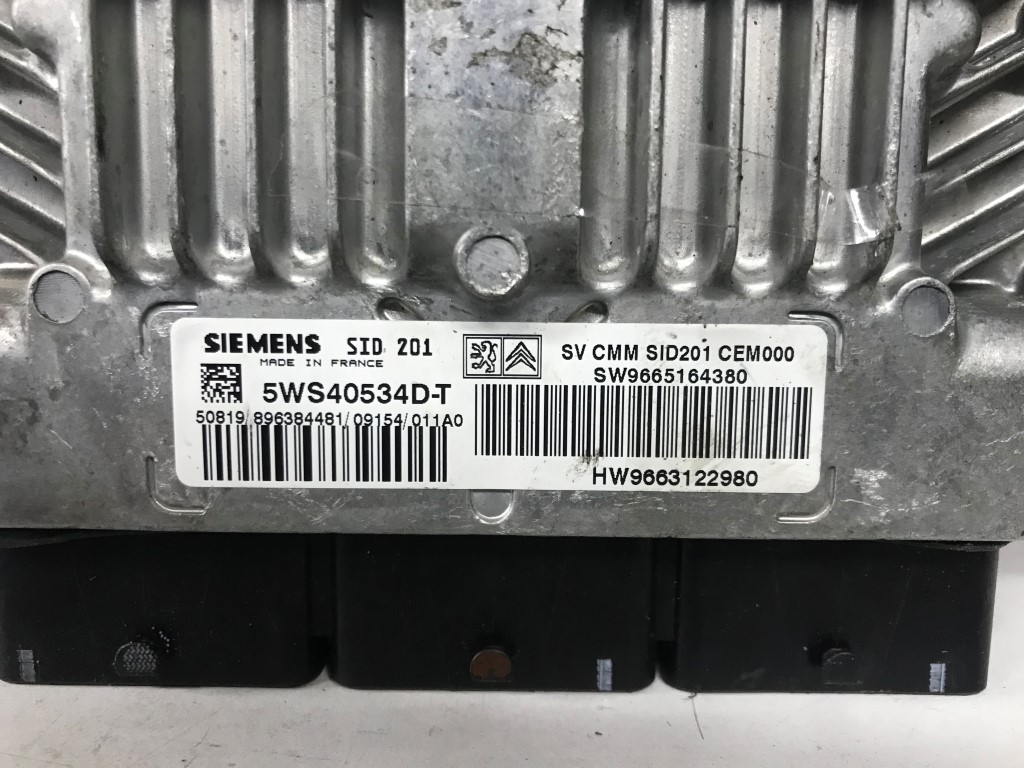 SIEMENS SID 201
MADE IN FRANCE
5WS40534D-T
50819/896384481/09154/011A0
SV CMM SID201 CEM000
SW9665164380
HW9663122980